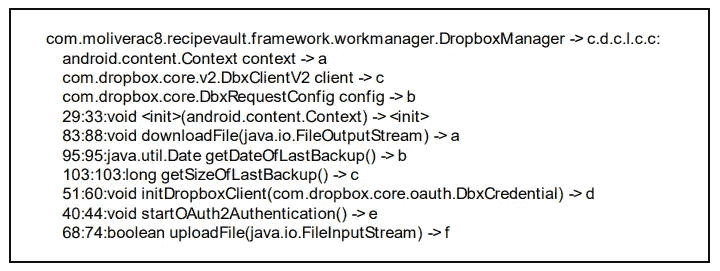 com.moliverac8.recipevault.framework.workmanager.DropboxManager -> c.d.c.l.c.c:
android.content.Context context -> a
com.dropbox.core.v2.DbxClientV2 client -> c
com.dropbox.core.DbxRequestConfig config -> b
29:33:void <init>(android.content.Context) -> <init>
83:88:void downloadFile(java.io.FileOutputStream) -> a
95:95:java.util.Date getDateOfLastBackup() -> b
103:103:long getSizeOfLastBackup() -> c
51:60:void initDropboxClient(com.dropbox.core.oauth.DbxCredential) -> d
40:44:void startOAuth2Authentication() -> e
68:74:boolean uploadFile(java.io.FileInputStream) -> f